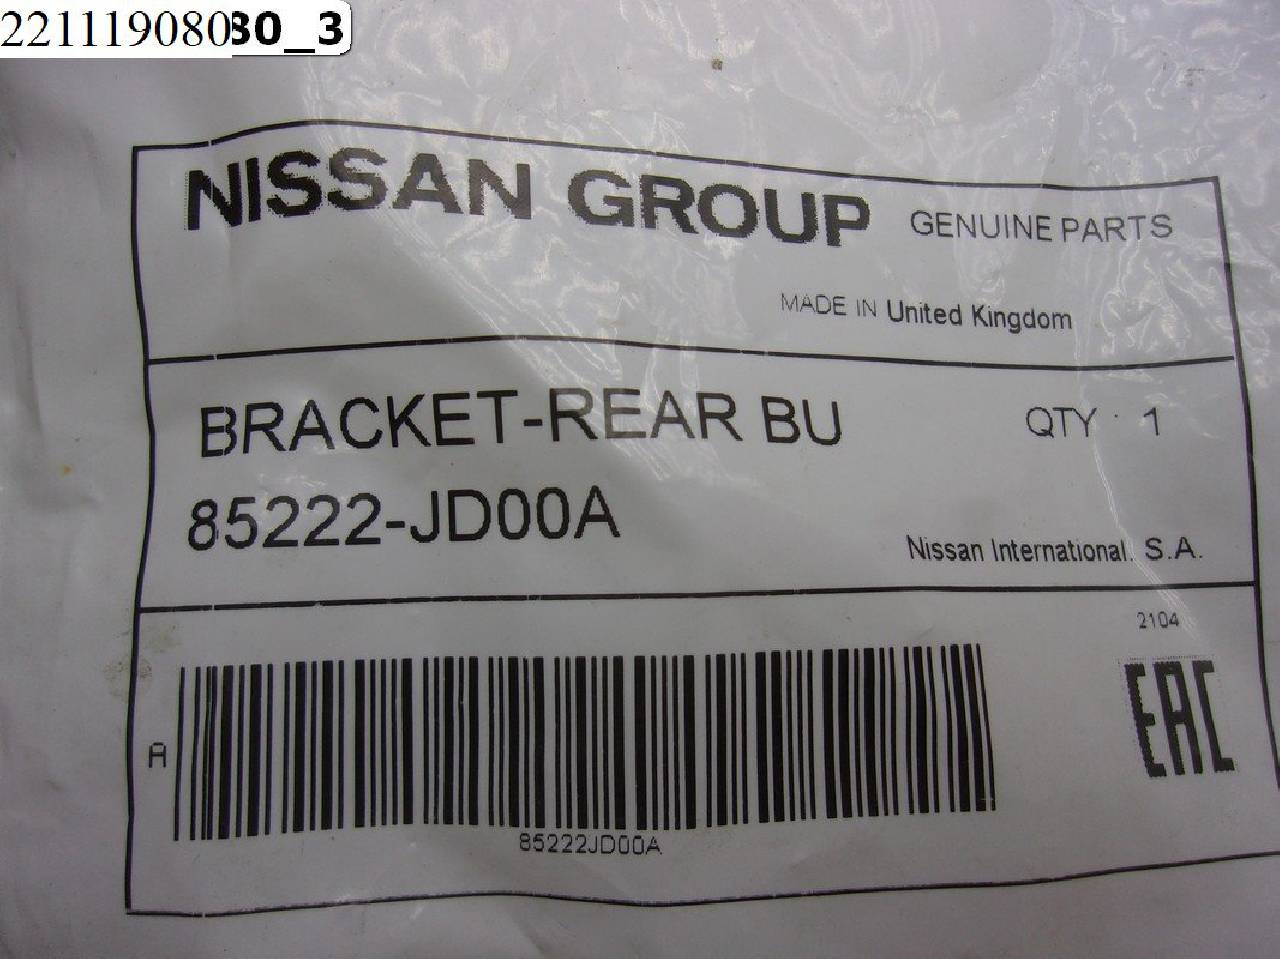 22111908080_3
NISSAN GROUP GENUINE PARTS
MADE IN United Kingdom
BRACKET-REAR BU QTY : 1
85222-JD00A
Nissan International. S.A.
2104
EAC
A
85222JD00A